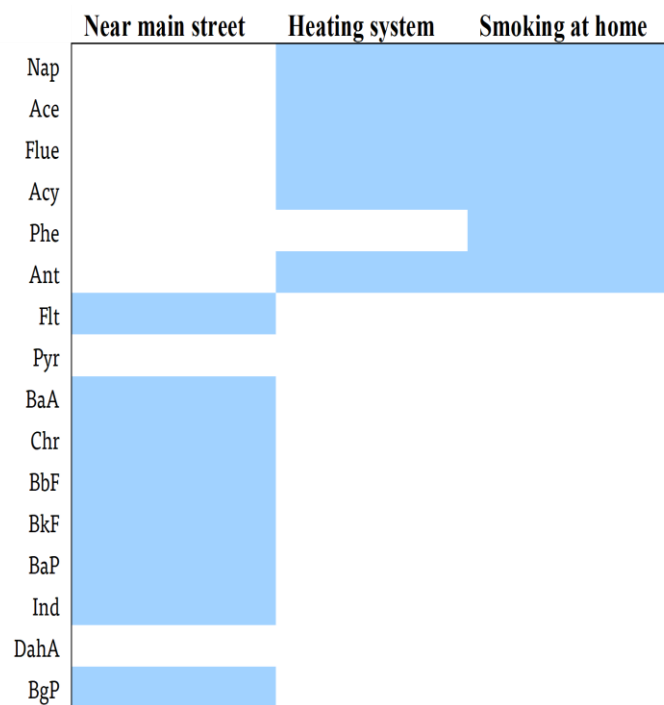 Near main street Heating system Smoking at home
Nap
Ace
Flue
Acy
Phe
Ant
Flt
Pyr
BaA
Chr
BbF
BkF
BaP
Ind
DahA
BgP